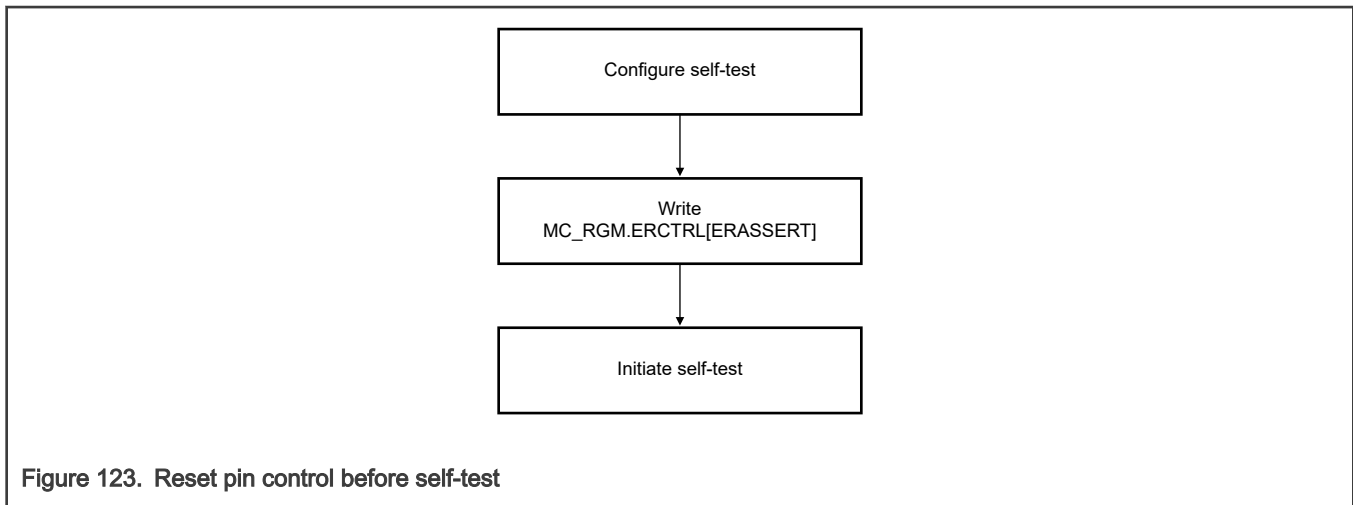 Configure self-test
Write
MC_RGM.ERCTRL[ERASSERT]
Initiate self-test
Figure 123. Reset pin control before self-test